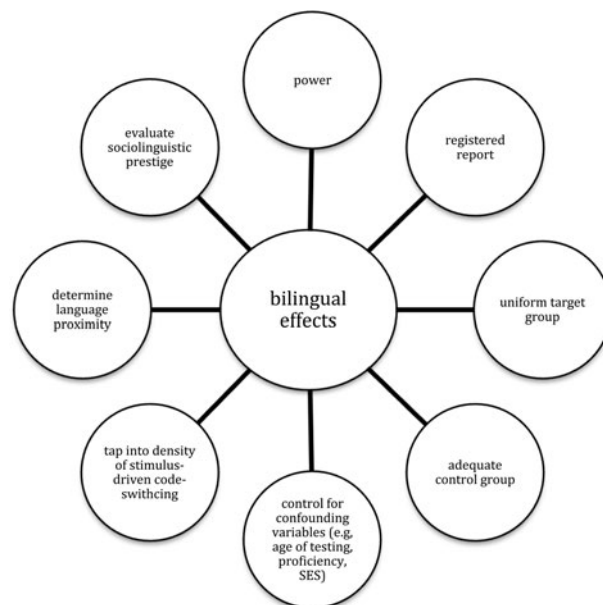 power
registered
report
uniform target
group
adequate
control group
control for
confounding
variables (e.g,
age of testing,
proficiency,
SES)
tap into density
of stimulus-
driven code-
swithcing
determine
language
proximity
evaluate
sociolinguistic
prestige
bilingual
effects